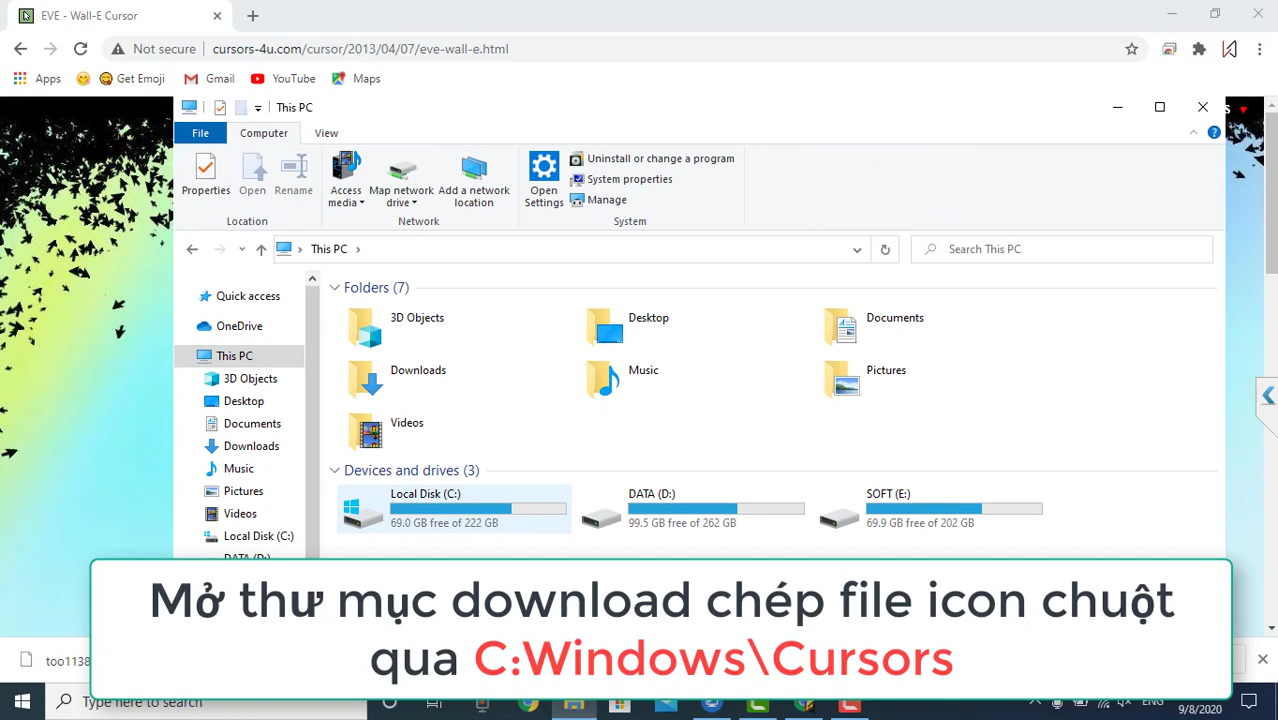 EVE - Wall-E Cursor
Not secure cursors-4u.com/cursor/2013/04/07/eve-wall-e.html
Apps Get Emoji Gmail YouTube Maps
This PC
File Computer View
Properties Open Rename
Access media Map network drive Add a network location
Open Settings
Uninstall or change a program
System properties
Manage
Location Network System
This PC
Search This PC
Quick access
OneDrive
This PC
3D Objects
Desktop
Documents
Downloads
Music
Pictures
Videos
Local Disk (C:)
DATA (D:)
Folders (7)
3D Objects Desktop Documents
Downloads Music Pictures
Videos
Devices and drives (3)
Local Disk (C:) DATA (D:) SOFT (E:)
69.0 GB free of 222 GB 99.5 GB free of 262 GB 69.9 GB free of 202 GB
Mở thư mục download chép file icon chuột
qua C:Windows\Cursors
too1138
Type here to search
ENG
9/8/2020